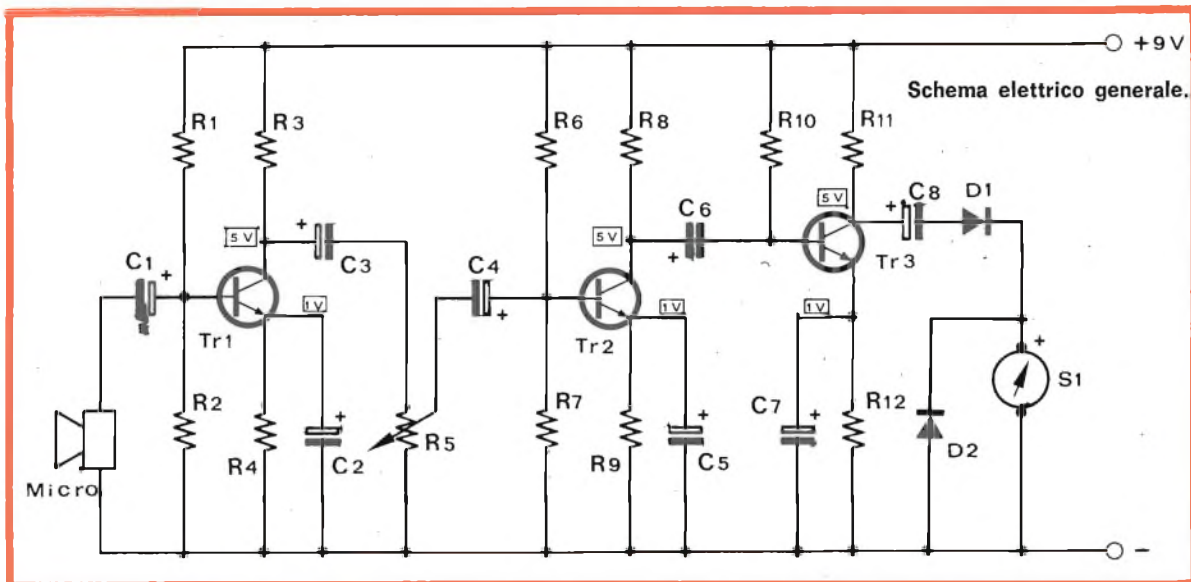 +9V
Schema elettrico generale.
R1
R3
R6
R8
R10
R11
5V
C8
D1
+
C6
5V
+
C3
5V
C1
+
C4
+
Tr3
+
1V
Tr1
+
1V
Tr2
1V
+
S1
R2
R7
C7
R12
+
+
+
R5
D2
R4
C2
R9
C5
Micro
-